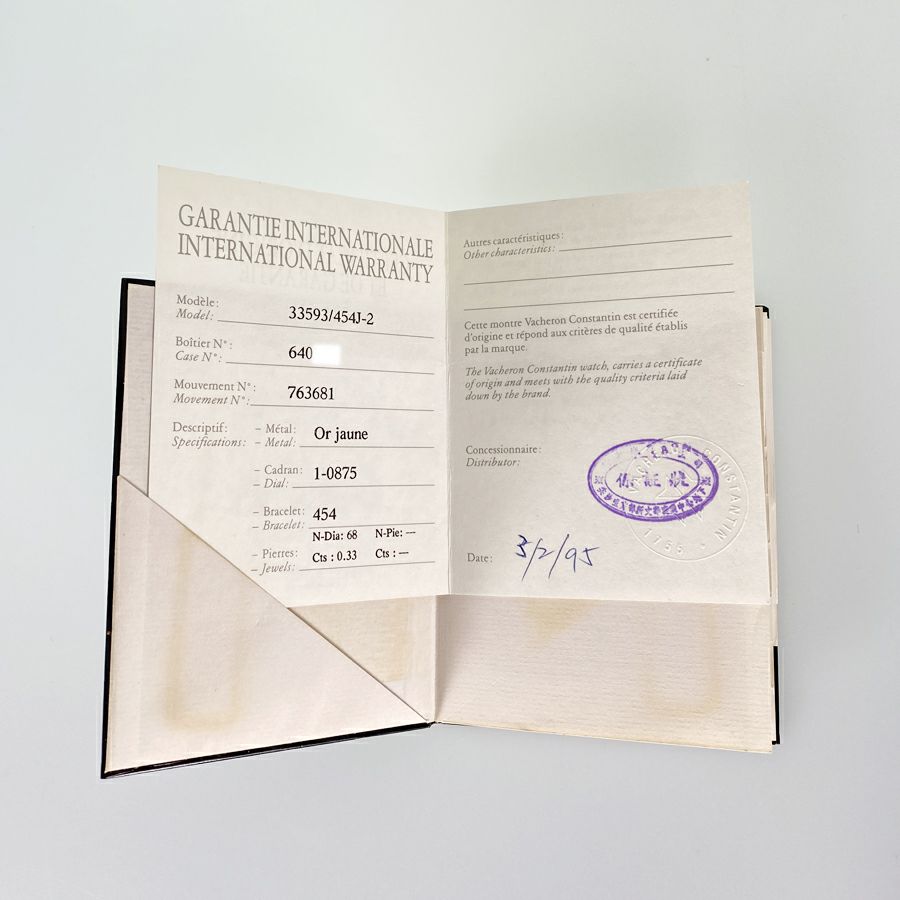 GARANTIE INTERNATIONALE
INTERNATIONAL WARRANTY
Modèle:
Model: 33593/454J-2
Boîtier N°:
Case N°: 640
Mouvement N°: 763681
Movement N°:
Descriptif: – Métal: Or jaune
Specifications: – Metal:
– Cadran: 1-0875
– Dial:
– Bracelet: 454
– Bracelet:
N-Dia: 68 N-Pie: ---
– Pierres: Cts : 0.33 Cts : ---
– Jewels:
Autres caractéristiques:
Other characteristics:
Cette montre Vacheron Constantin est certifiée
d'origine et répond aux critères de qualité établis
par la marque.
The Vacheron Constantin watch, carries a certificate
of origin and meets with the quality criteria laid
down by the brand.
Concessionnaire:
Distributor:
VACHERON CONSTANTIN
1755
Date: 3/2/95